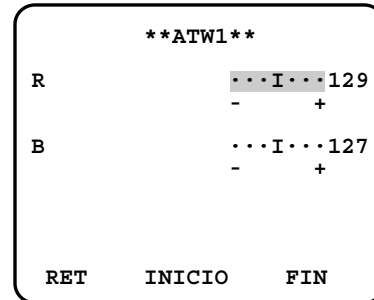 **ATW1**
R ···I···129
- +
B ···I···127
- +
RET INICIO FIN